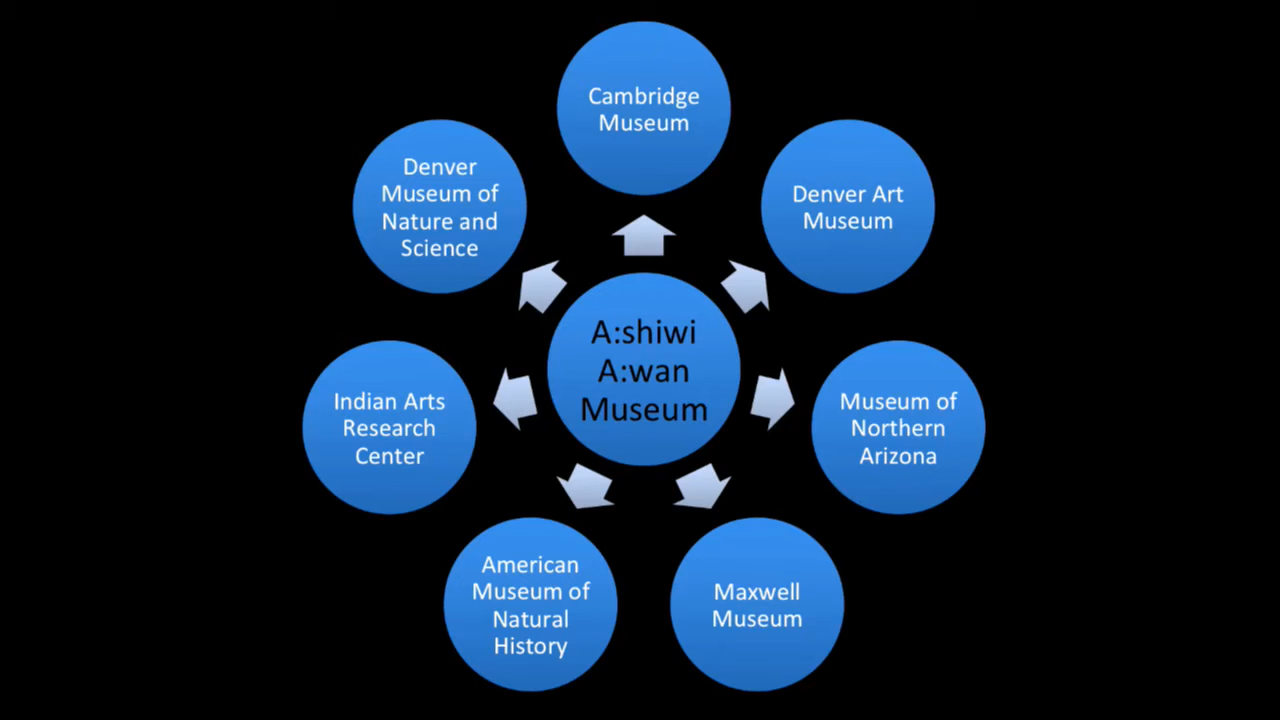 Cambridge
Museum
Denver
Museum of
Nature and
Science
Denver Art
Museum
A:shiwi
A:wan
Museum
Indian Arts
Research
Center
Museum of
Northern
Arizona
American
Museum of
Natural
History
Maxwell
Museum